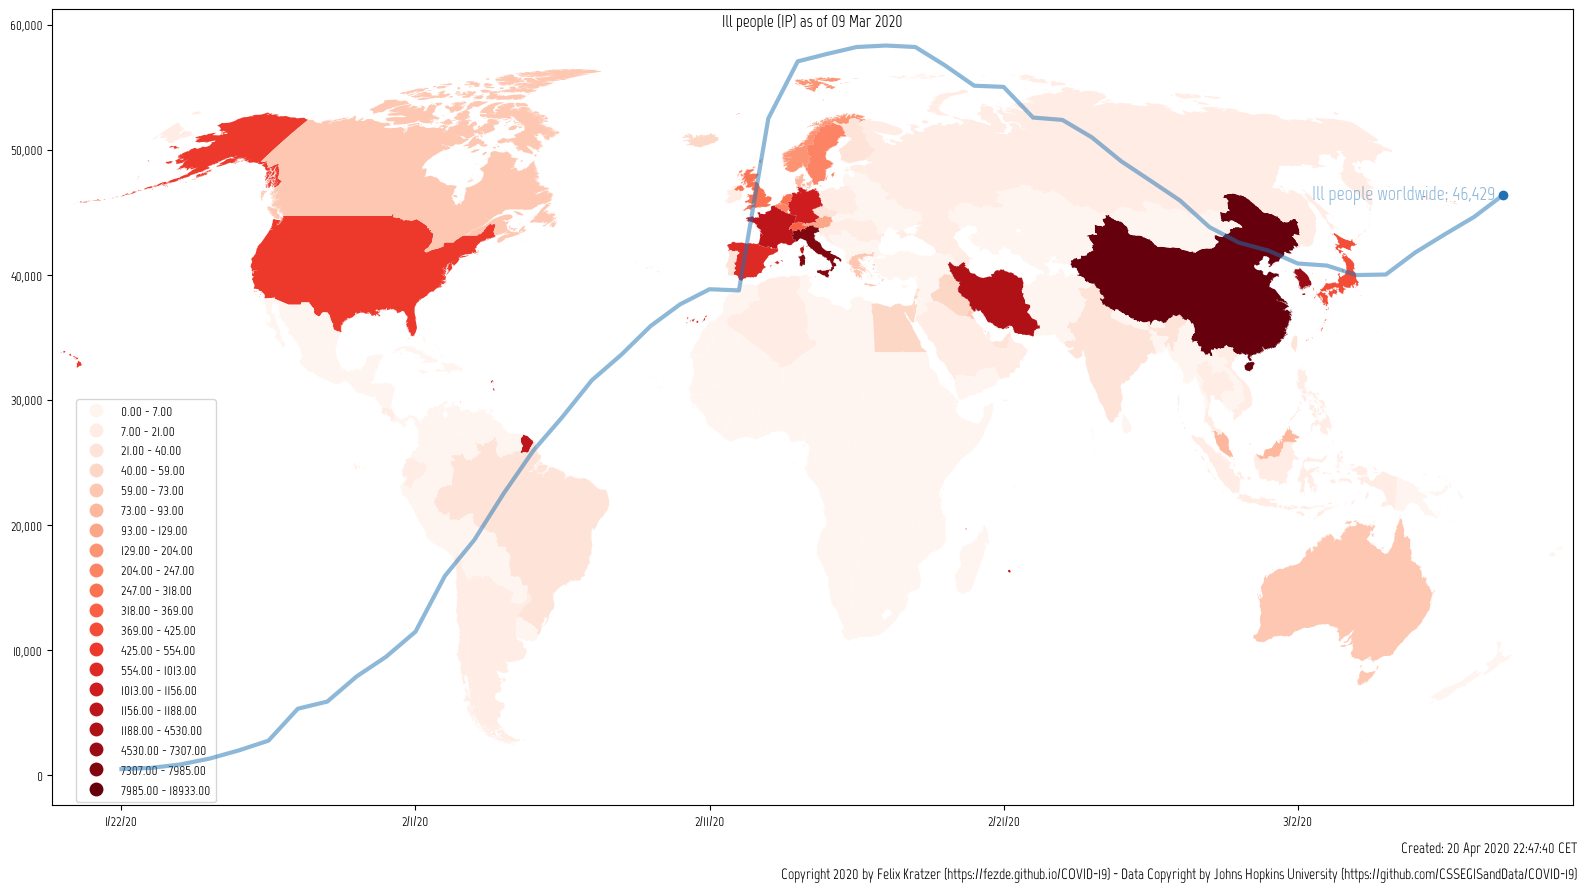 Ill people (IP) as of 09 Mar 2020
60,000
50,000
40,000
30,000
20,000
10,000
0
Ill people worldwide: 46,429
0.00 - 7.00
7.00 - 21.00
21.00 - 40.00
40.00 - 59.00
59.00 - 73.00
73.00 - 93.00
93.00 - 129.00
129.00 - 204.00
204.00 - 247.00
247.00 - 318.00
318.00 - 369.00
369.00 - 425.00
425.00 - 554.00
554.00 - 1013.00
1013.00 - 1156.00
1156.00 - 1188.00
1188.00 - 4530.00
4530.00 - 7307.00
7307.00 - 7985.00
7985.00 - 18933.00
1/22/20
2/1/20
2/11/20
2/21/20
3/2/20
Created: 20 Apr 2020 22:47:40 CET
Copyright 2020 by Felix Kratzer (https://fezde.github.io/COVID-19) - Data Copyright by Johns Hopkins University (https://github.com/CSSEGISandData/COVID-19)